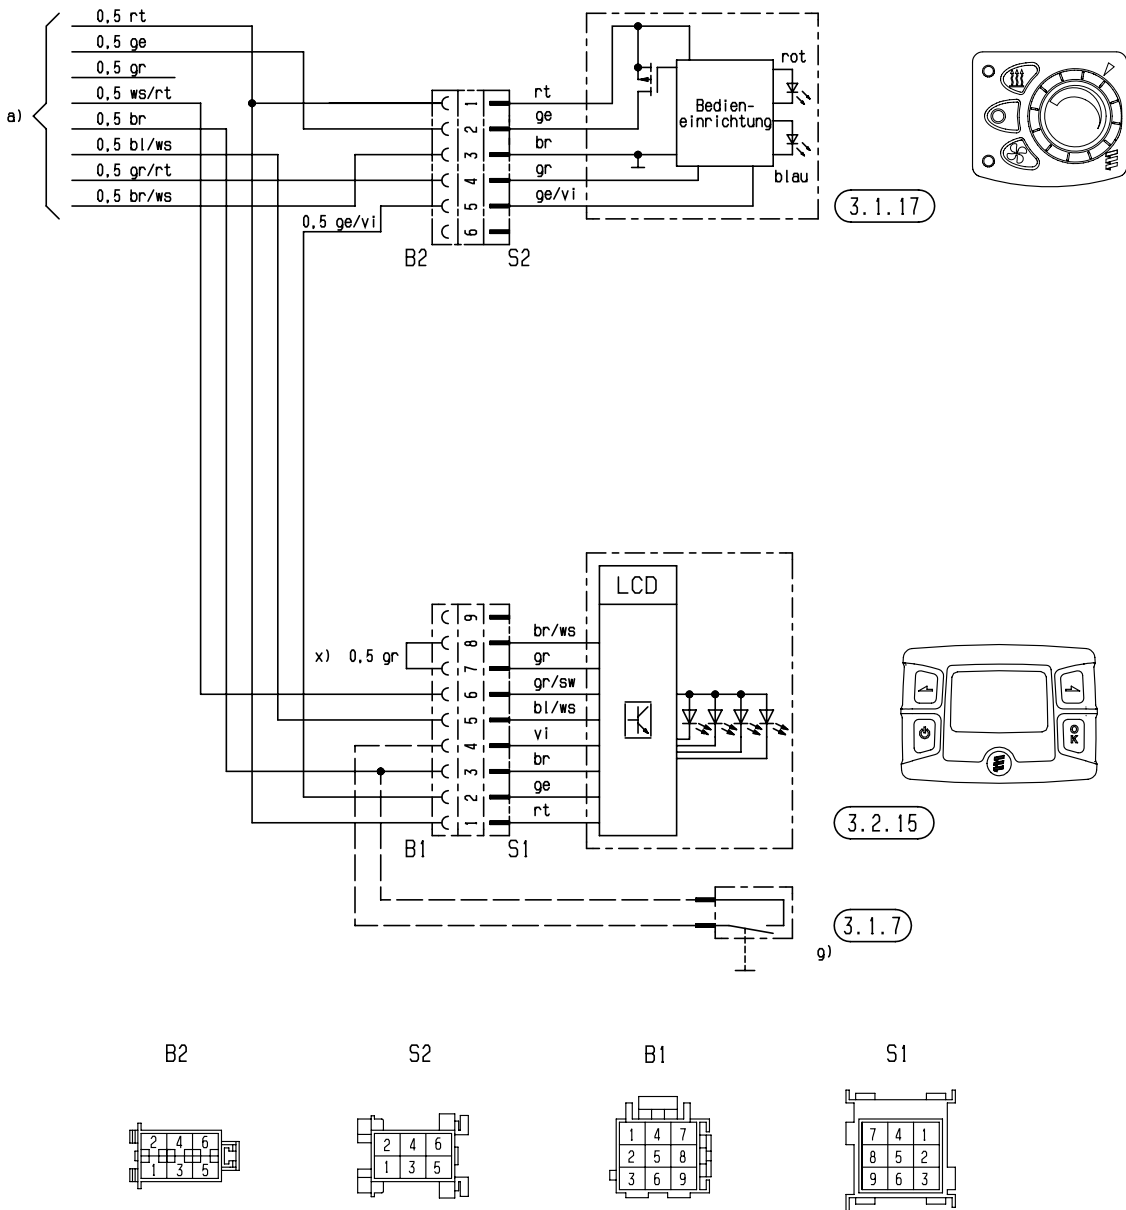 a)
0,5 rt
0,5 ge
0,5 gr
0,5 ws/rt
0,5 br
0,5 bl/ws
0,5 gr/rt
0,5 br/ws
0,5 ge/vi
1
2
3
4
5
6
B2
S2
rt
ge
br
gr
ge/vi
Bedien-
einrichtung
rot
blau
3.1.17
x) 0,5 gr
9
8
7
6
5
4
3
2
1
B1
S1
br/ws
gr
gr/sw
bl/ws
vi
br
ge
rt
LCD
OK
3.2.15
3.1.7
g)
B2
S2
B1
S1
2 4 6
1 3 5
2 4 6
1 3 5
1 4 7
2 5 8
3 6 9
7 4 1
8 5 2
9 6 3